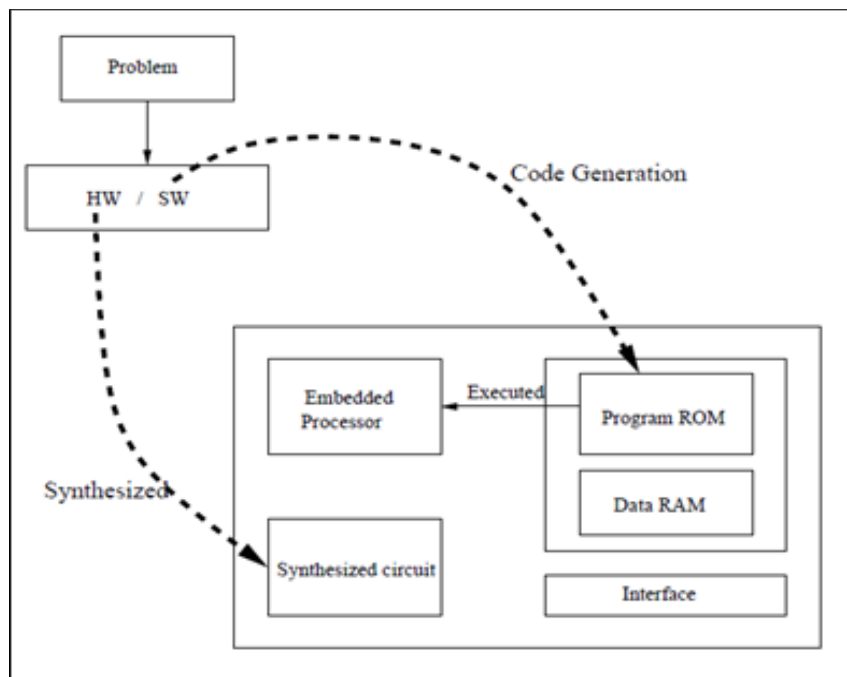 Problem
HW / SW
Code Generation
Embedded
Processor
Executed
Program ROM
Data RAM
Synthesized
Synthesized circuit
Interface